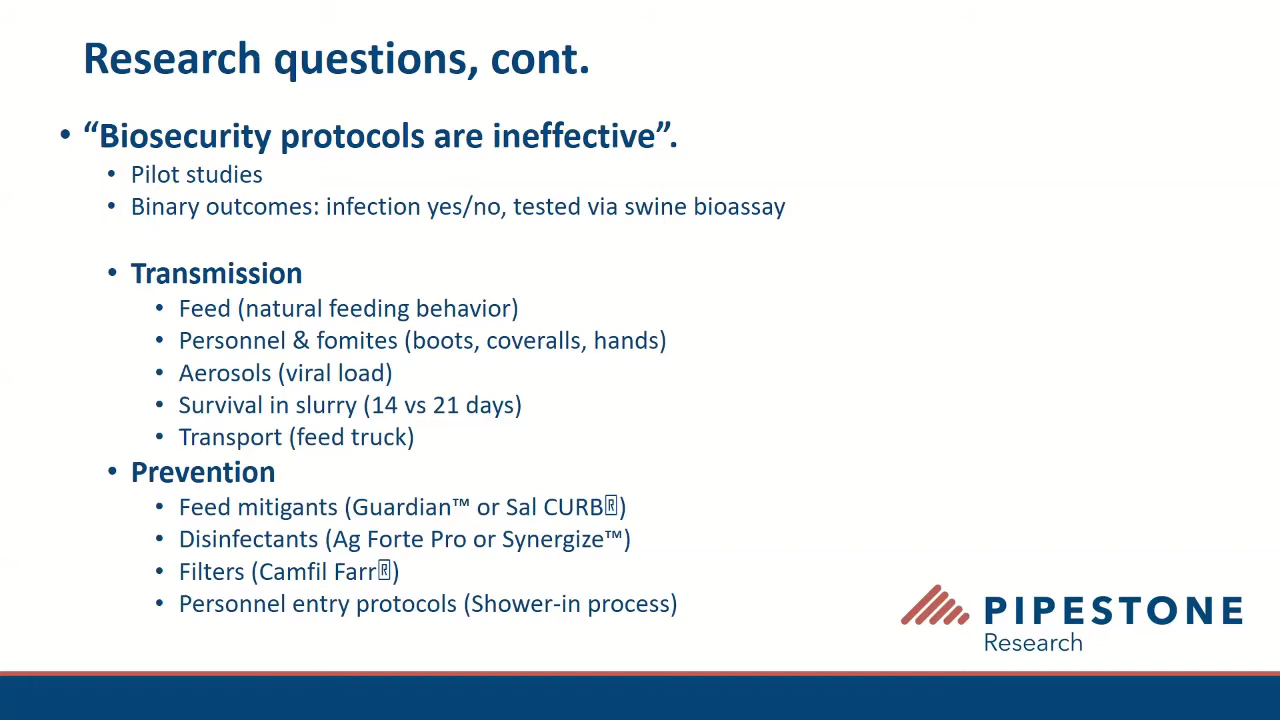 Research questions, cont.
• “Biosecurity protocols are ineffective”.
• Pilot studies
• Binary outcomes: infection yes/no, tested via swine bioassay
• Transmission
• Feed (natural feeding behavior)
• Personnel & fomites (boots, coveralls, hands)
• Aerosols (viral load)
• Survival in slurry (14 vs 21 days)
• Transport (feed truck)
• Prevention
• Feed mitigants (Guardian™ or Sal CURB®)
• Disinfectants (Ag Forte Pro or Synergize™)
• Filters (Camfil Farr®)
• Personnel entry protocols (Shower-in process)
PIPESTONE
Research